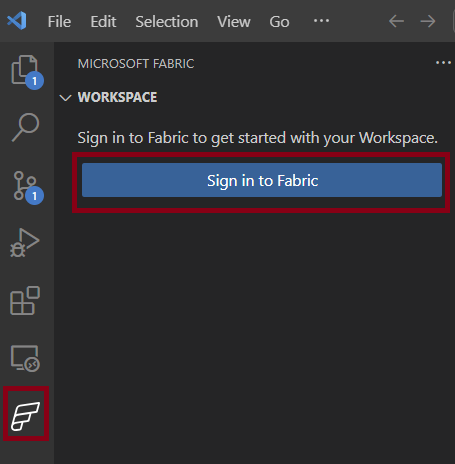 File Edit Selection View Go ···
MICROSOFT FABRIC ···
1
WORKSPACE
Sign in to Fabric to get started with your Workspace.
Sign in to Fabric
1